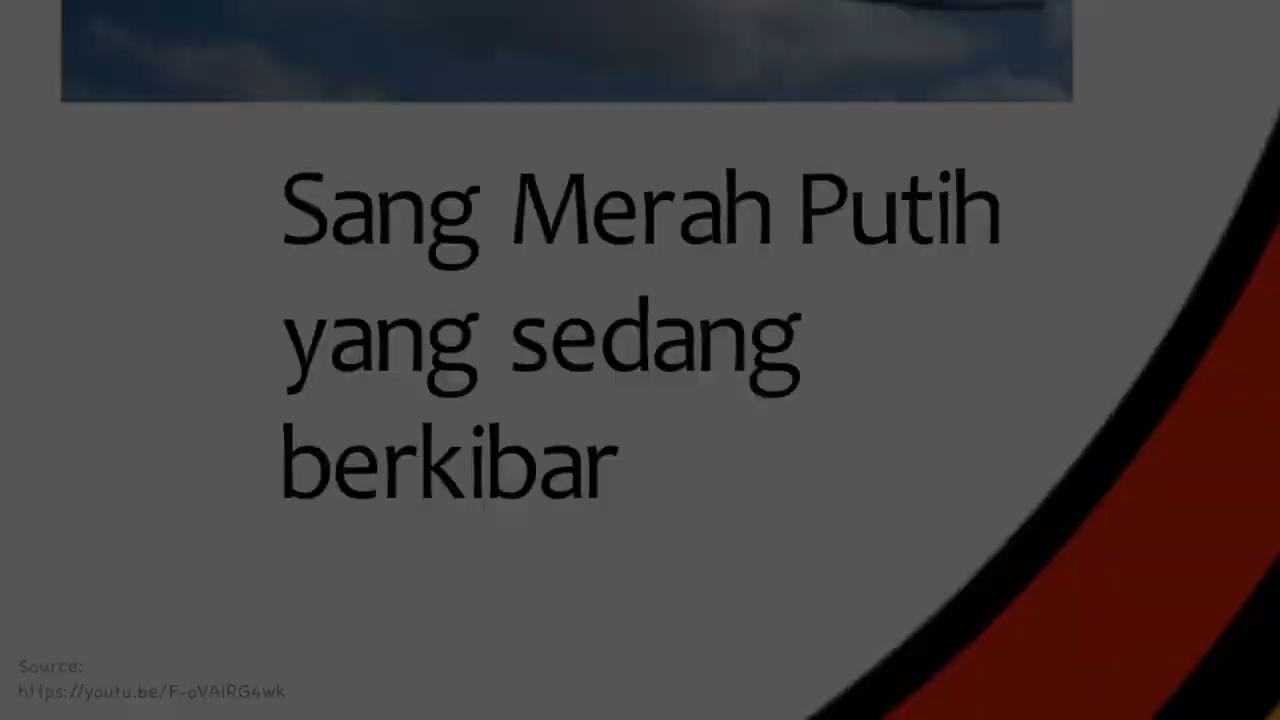 Sang Merah Putih
yang sedang
berkibar
Source:
https://youtu.be/F-oVAiRG4wk